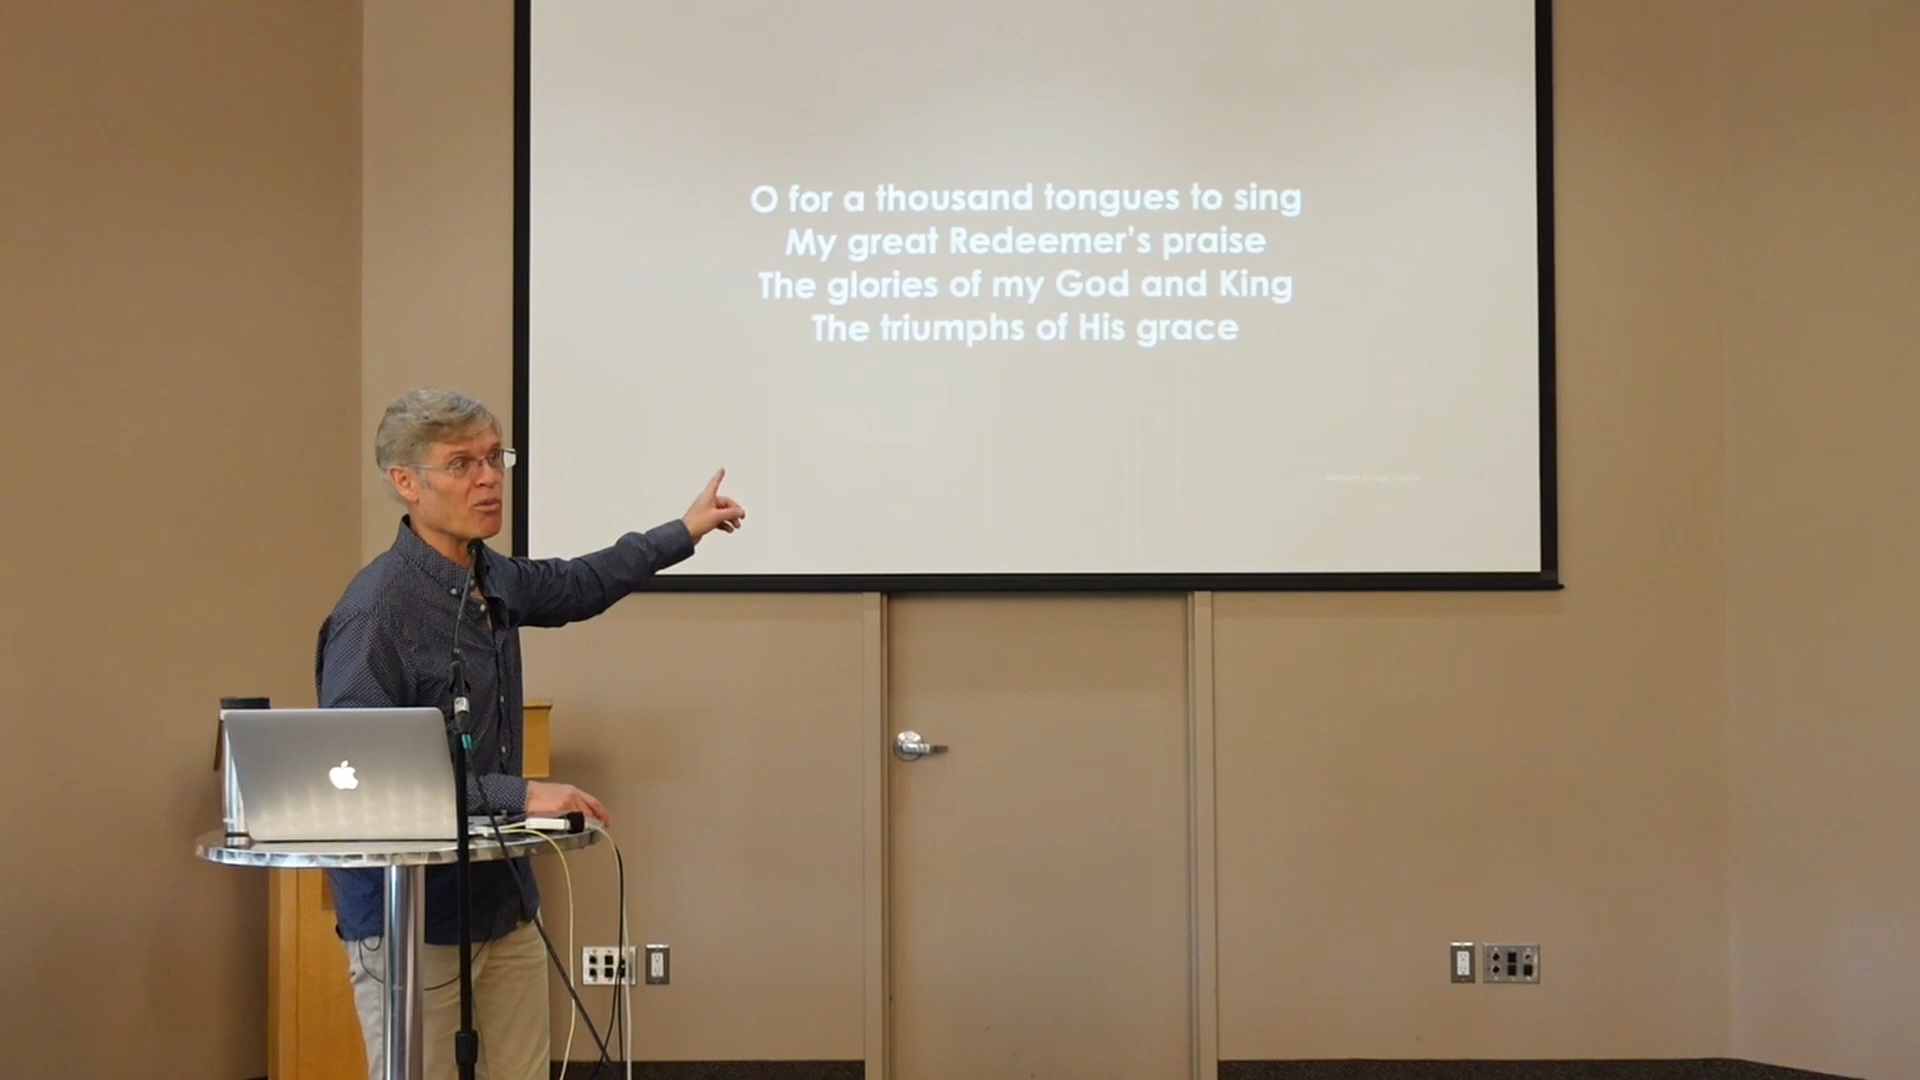 O for a thousand tongues to sing
My great Redeemer's praise
The glories of my God and King
The triumphs of His grace